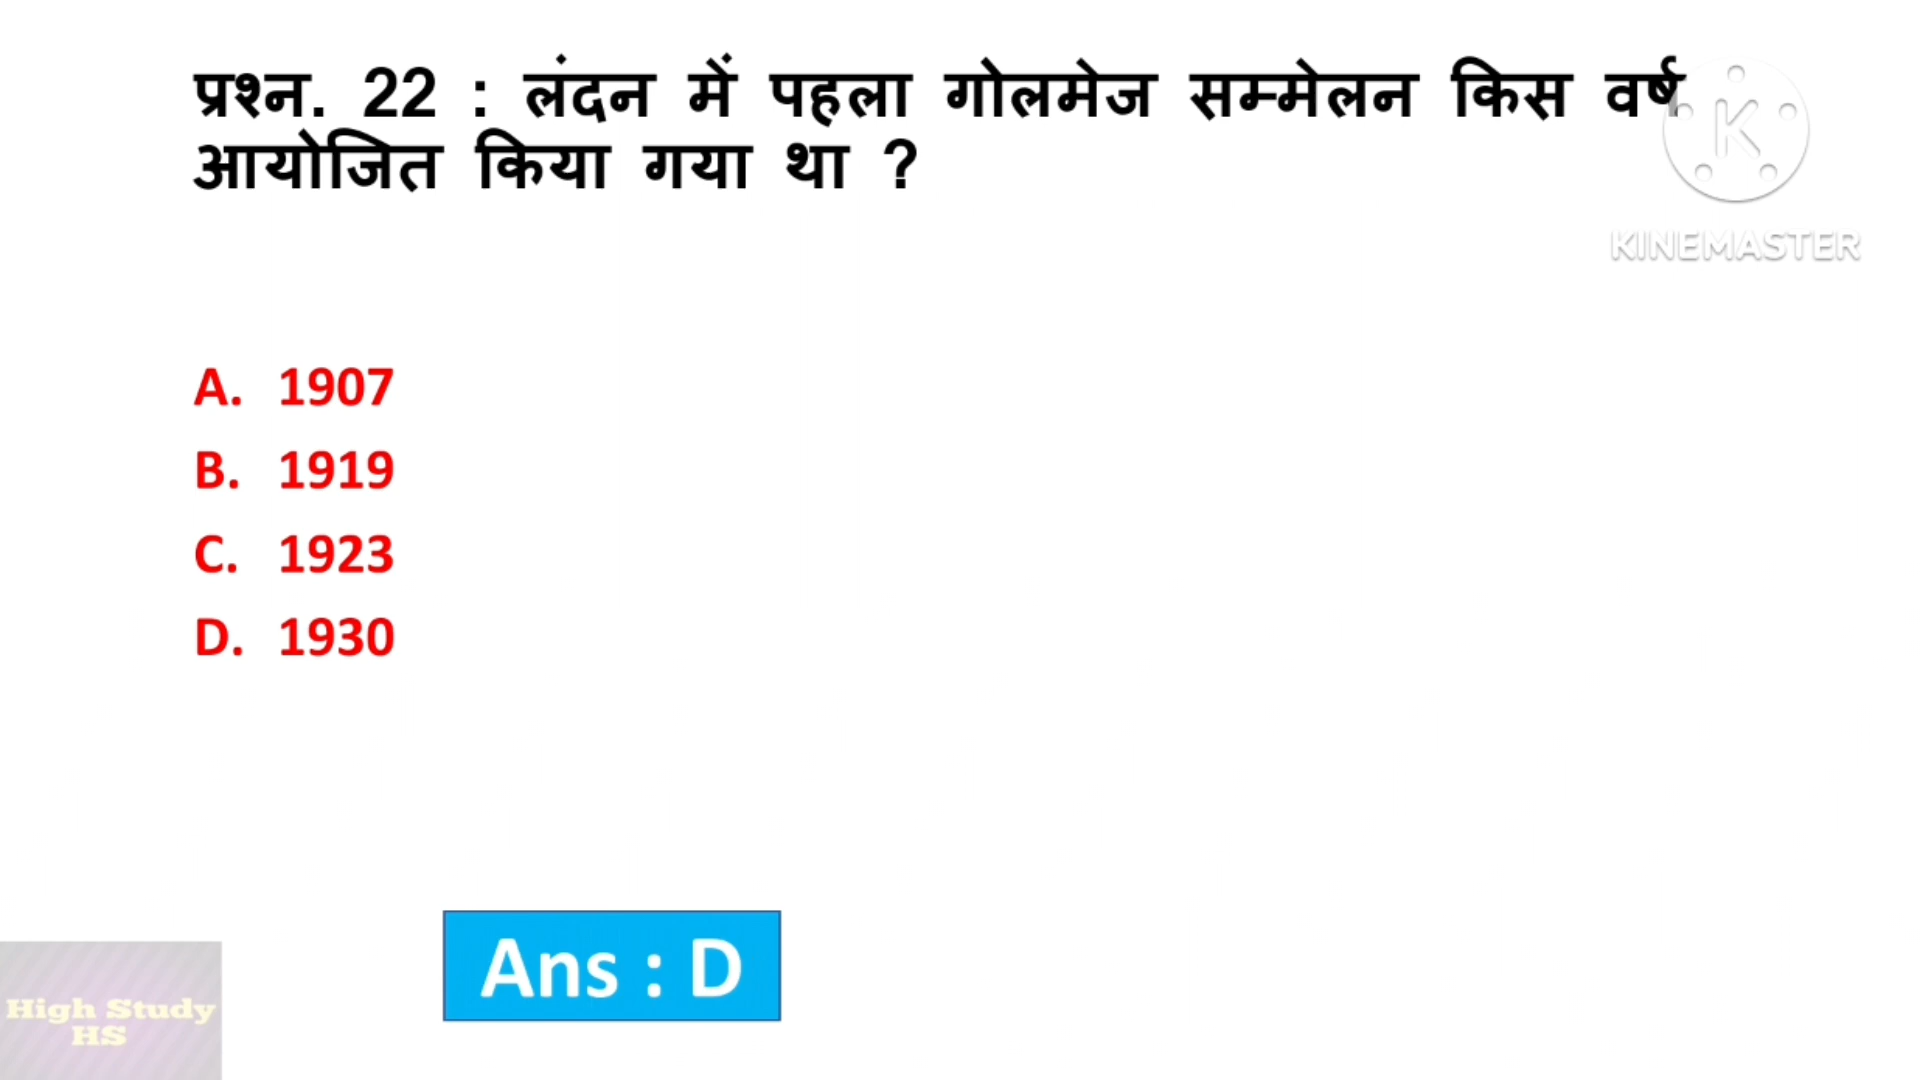 प्रश्न. 22 : लंदन में पहला गोलमेज सम्मेलन किस वर्ष
आयोजित किया गया था ?
K
KINEMASTER
A. 1907
B. 1919
C. 1923
D. 1930
Ans : D
High Study
HS